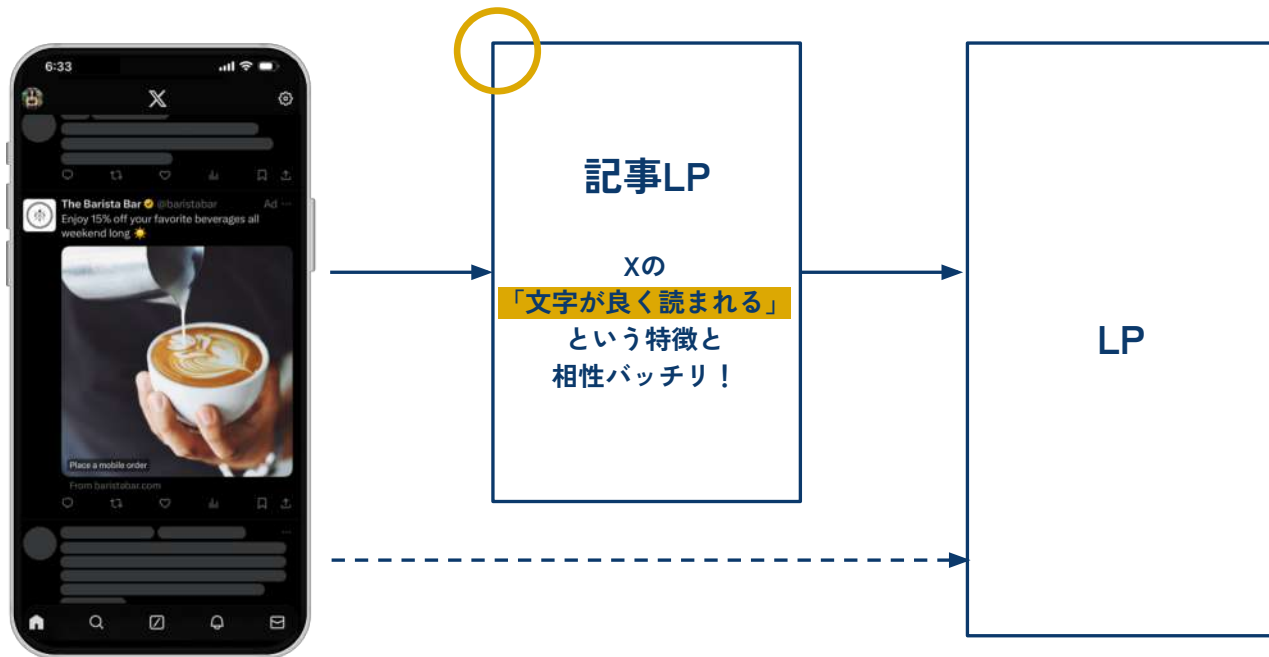 6:33
X
The Barista Bar @baristabar Ad
Enjoy 15% off your favorite beverages all
weekend long ☀️
Place a mobile order
From baristabar.com
記事LP
Xの
「文字が良く読まれる」
という特徴と
相性バッチリ！
LP